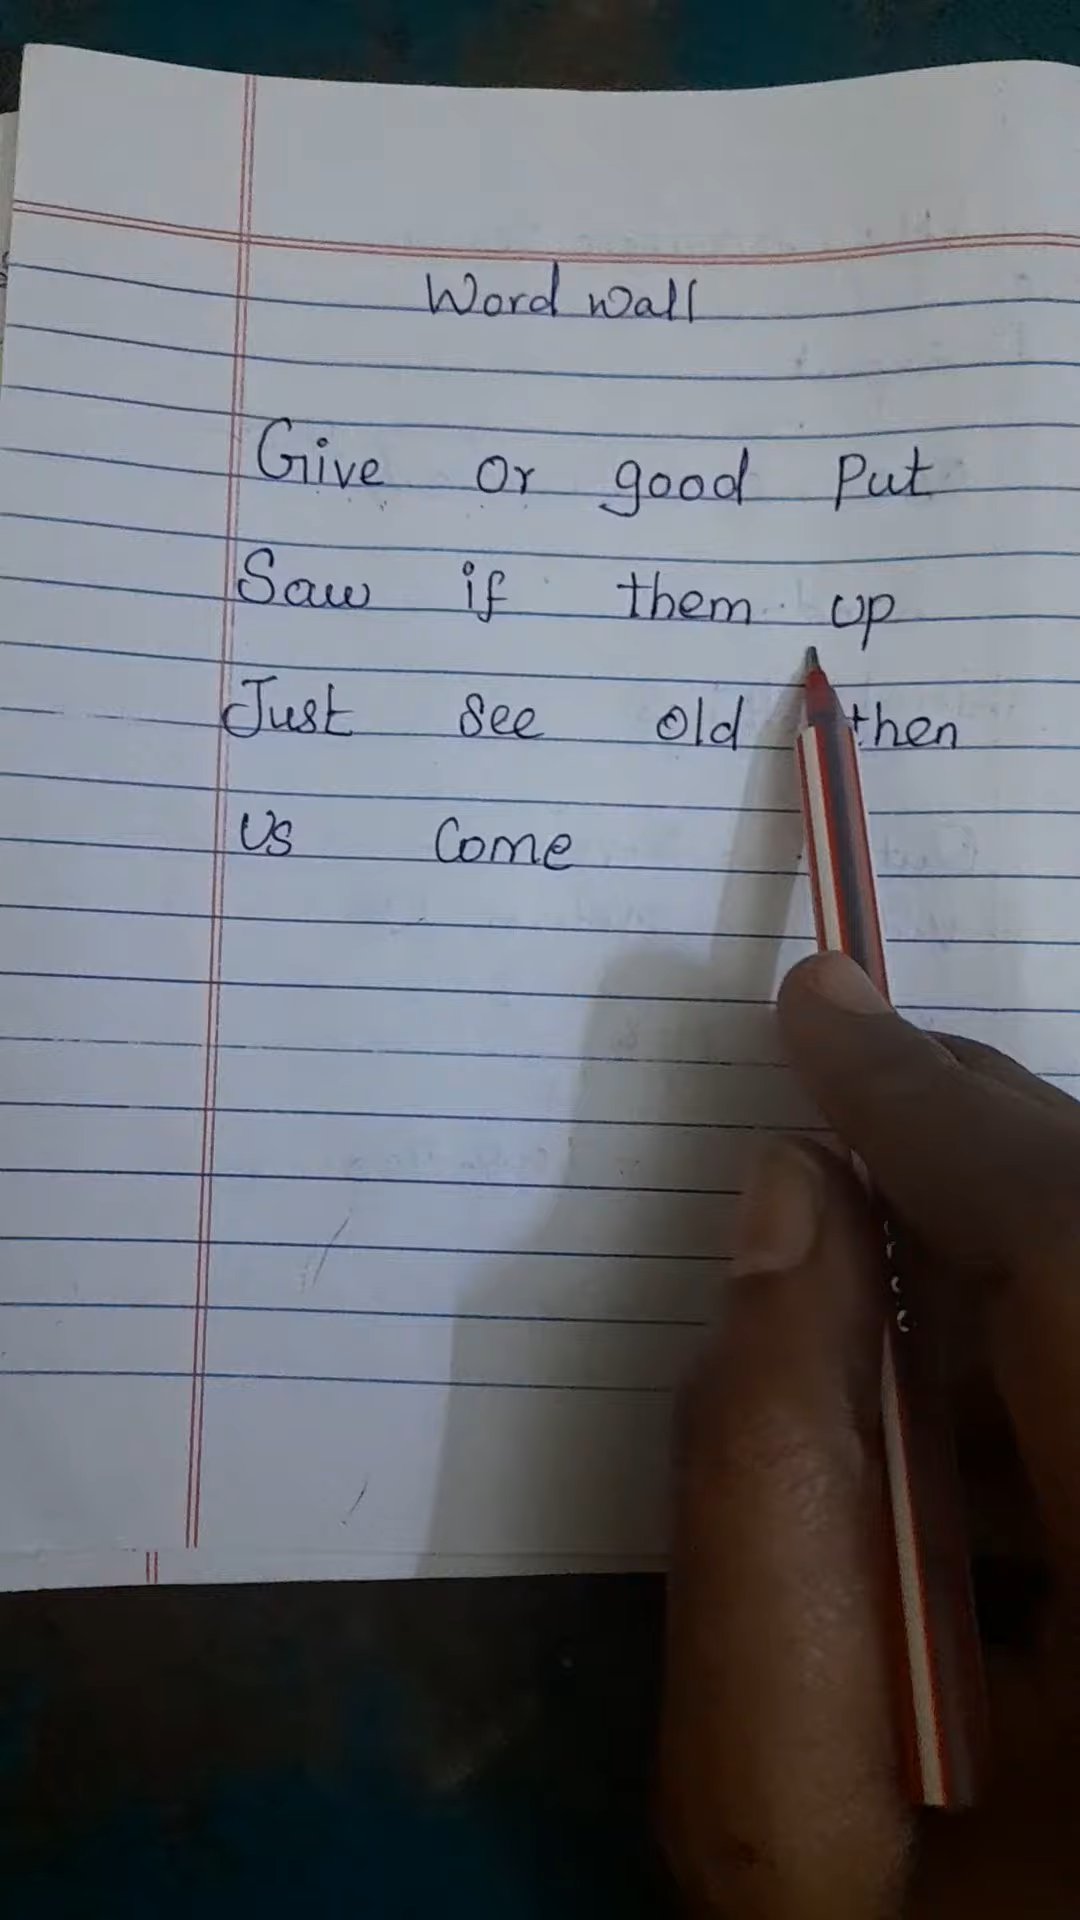 Word wall
Give or good Put
Saw if them up
Just see old then
Us Come